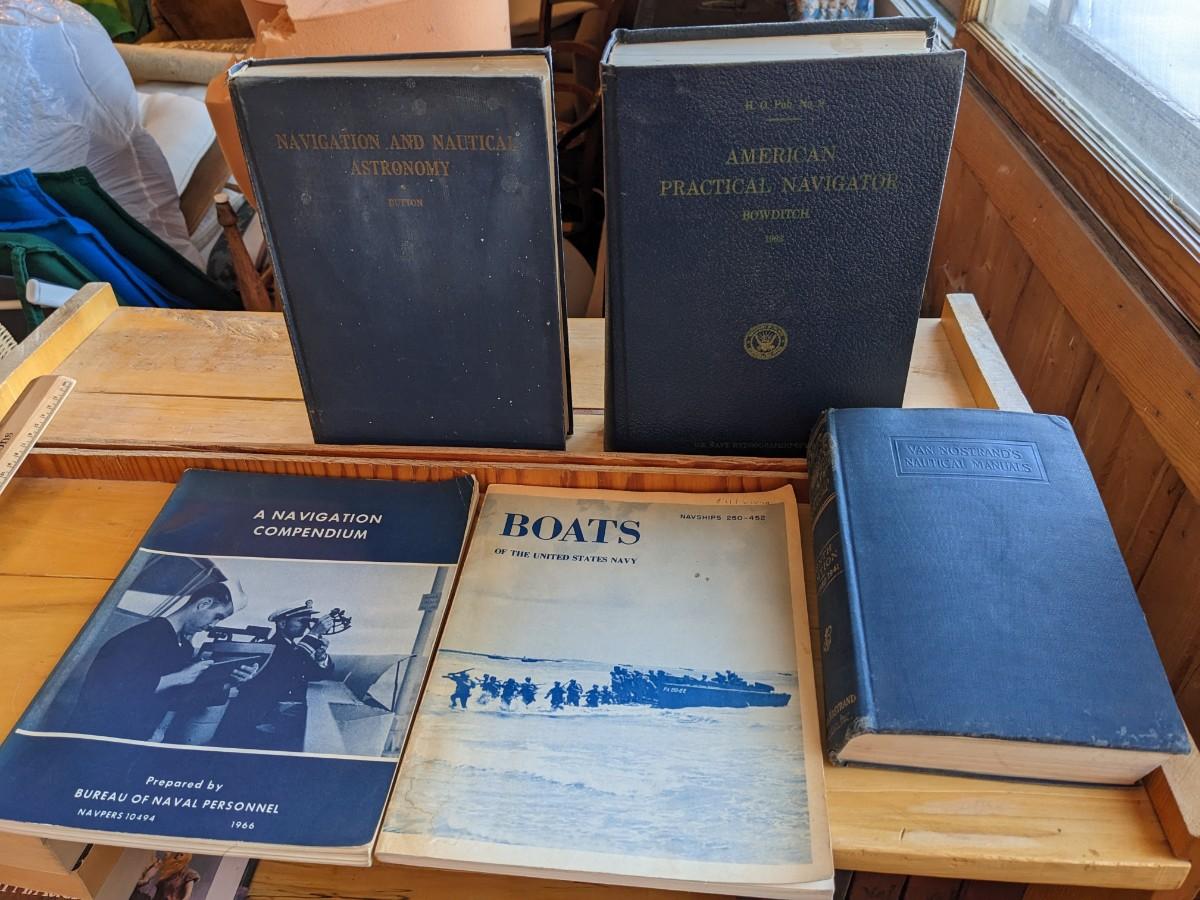 NAVIGATION AND NAUTICAL
ASTRONOMY
DUTTON
H. O. Pub. No. 9
AMERICAN
PRACTICAL NAVIGATOR
BOWDITCH
1962
A NAVIGATION
COMPENDIUM
Prepared by
BUREAU OF NAVAL PERSONNEL
NAVPERS 10494
1966
BOATS
NAVSHIPS 250-452
OF THE UNITED STATES NAVY
VAN NOSTRAND'S
NAUTICAL MANUALS